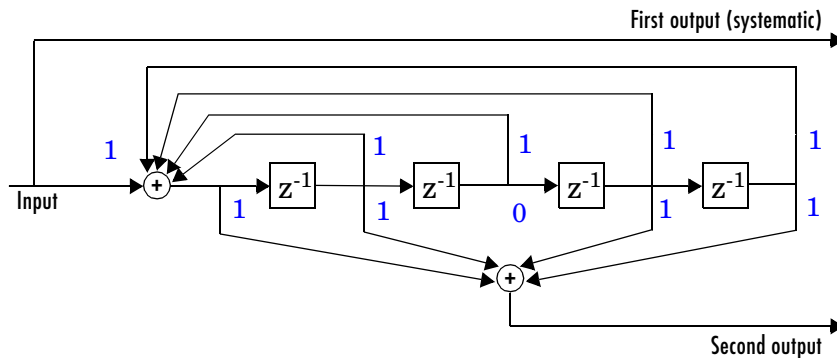 First output (systematic)
1 1 1 1 1
+ z⁻¹ z⁻¹ z⁻¹ z⁻¹
Input
1 1 0 1 1
+
Second output